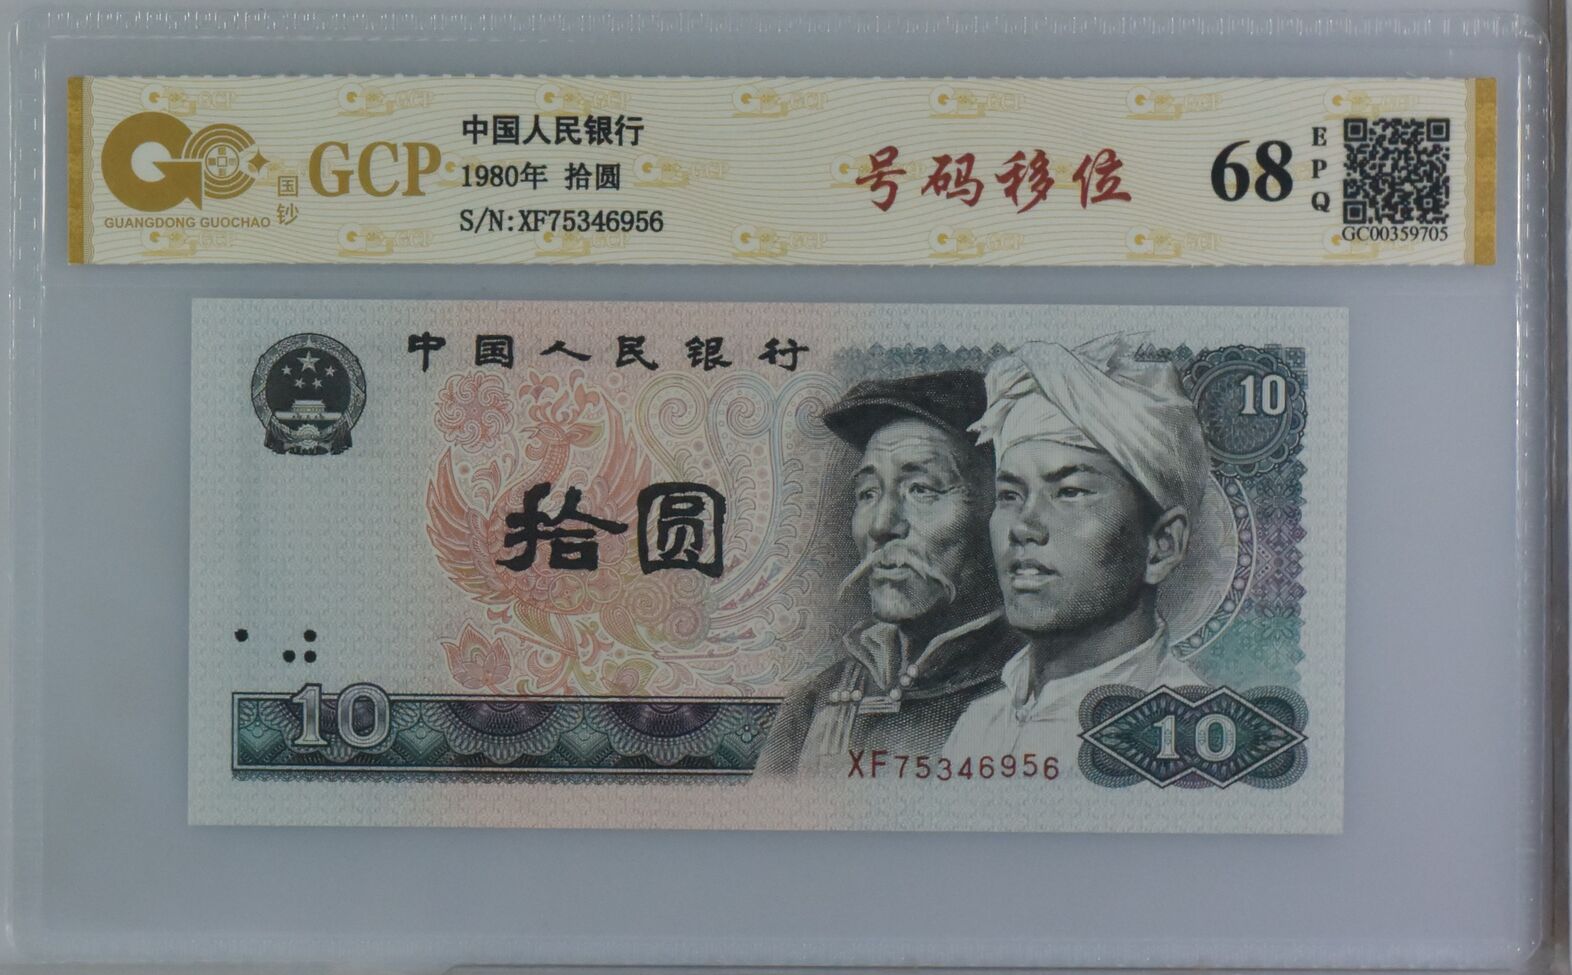 GUANGDONG GUOCHAO
国钞
GCP
中国人民银行
1980年 拾圆
S/N:XF75346956
号码移位
68
EPQ
GC00359705
中国人民银行
10
拾圆
10
XF75346956
10